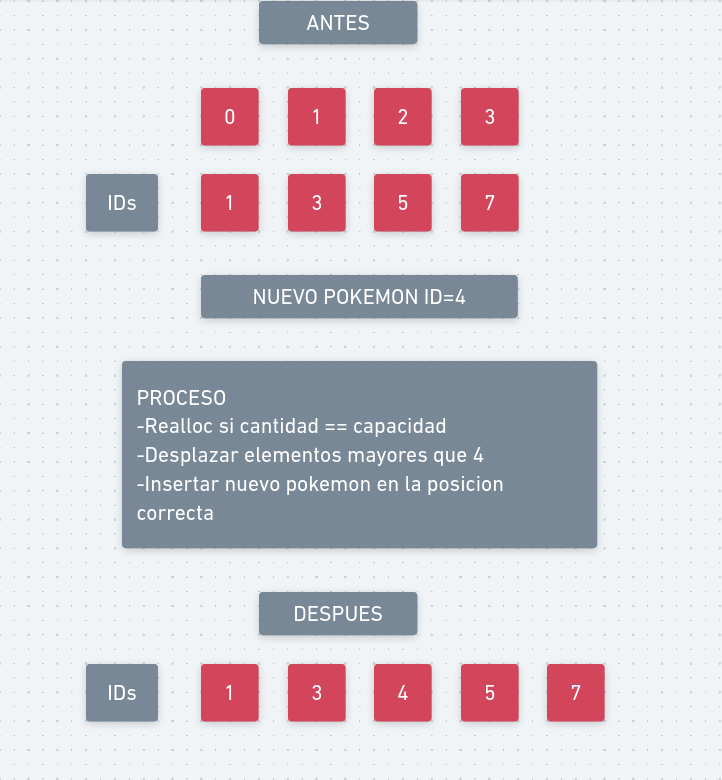 ANTES
0 1 2 3
IDs 1 3 5 7
NUEVO POKEMON ID=4
PROCESO
-Realloc si cantidad == capacidad
-Desplazar elementos mayores que 4
-Insertar nuevo pokemon en la posicion
correcta
DESPUES
IDs 1 3 4 5 7